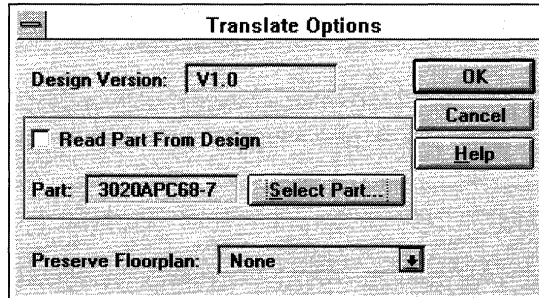 Translate Options
Design Version: V1.0
OK
Cancel
Read Part From Design
Help
Part: 3020APC68-7 Select Part...
Preserve Floorplan: None